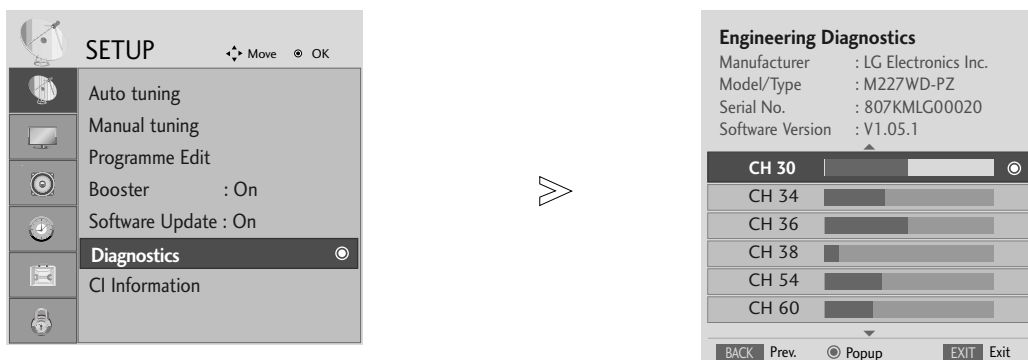 SETUP Move OK
Auto tuning
Manual tuning
Programme Edit
Booster : On
Software Update : On
Diagnostics
CI Information
Engineering Diagnostics
Manufacturer : LG Electronics Inc.
Model/Type : M227WD-PZ
Serial No. : 807KMLG00020
Software Version : V1.05.1
CH 30
CH 34
CH 36
CH 38
CH 54
CH 60
BACK Prev. Popup EXIT Exit